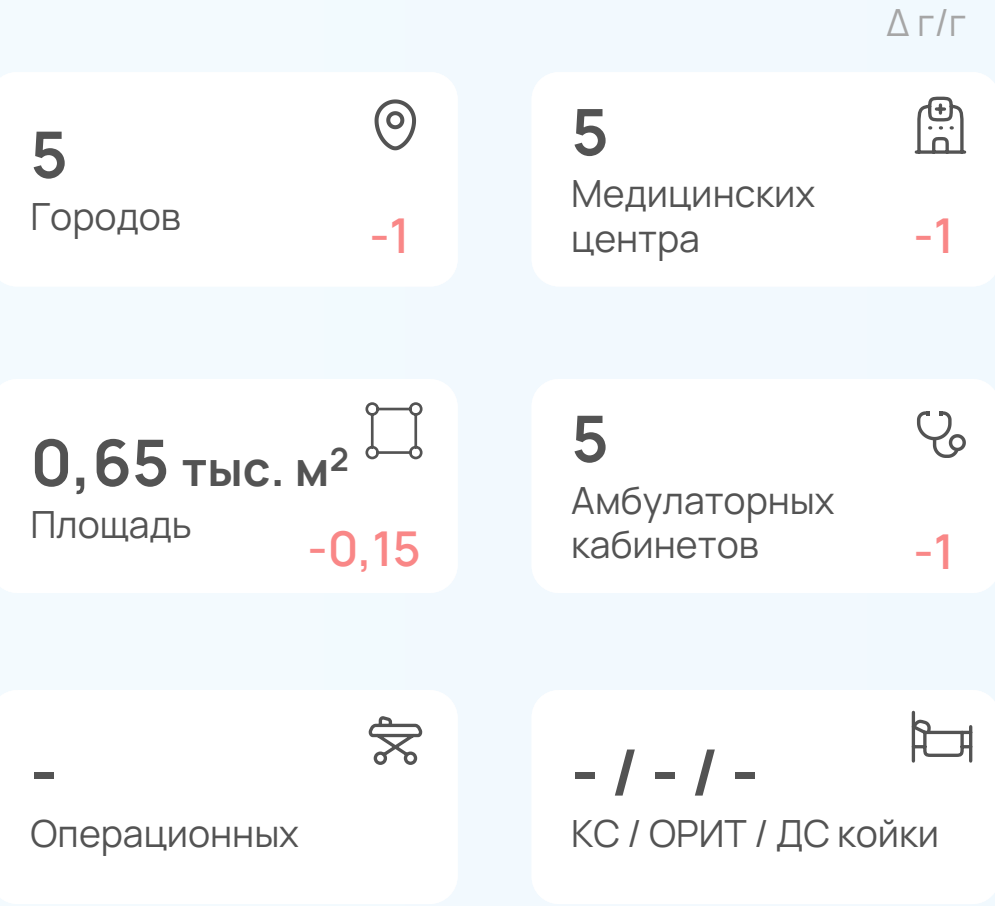 Δ г/г
5
Городов
-1
5
Медицинских
центра
-1
0,65 тыс. м²
Площадь
-0,15
5
Амбулаторных
кабинетов
-1
-
Операционных
- / - / -
КС / ОРИТ / ДС койки